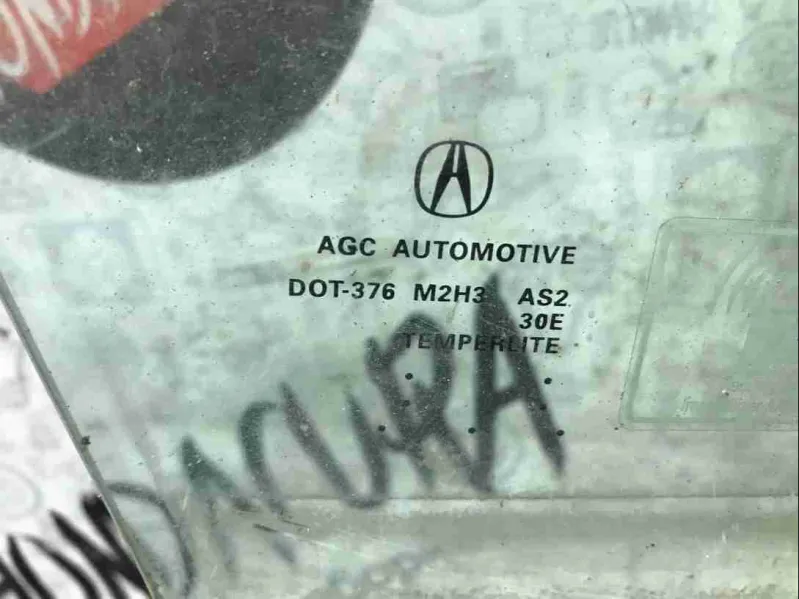 AGC AUTOMOTIVE
DOT-376 M2H3 AS2
30E
TEMPERLITE
ACURA